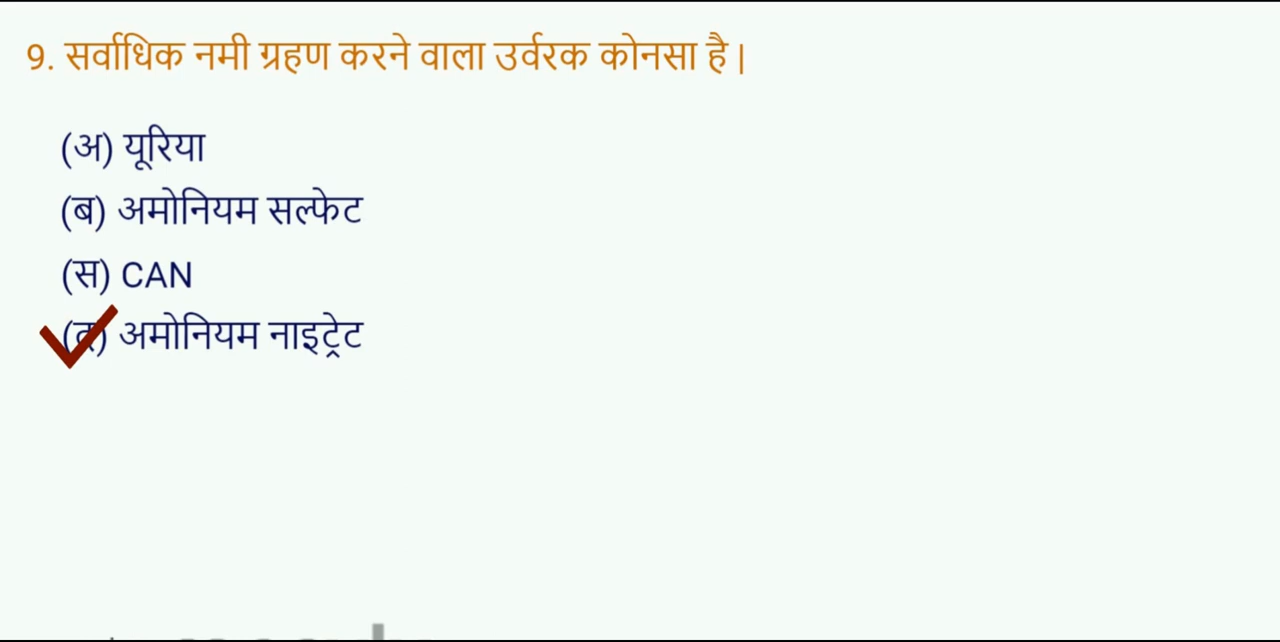 9. सर्वाधिक नमी ग्रहण करने वाला उर्वरक कोनसा है |
(अ) यूरिया
(ब) अमोनियम सल्फेट
(स) CAN
(द) अमोनियम नाइट्रेट